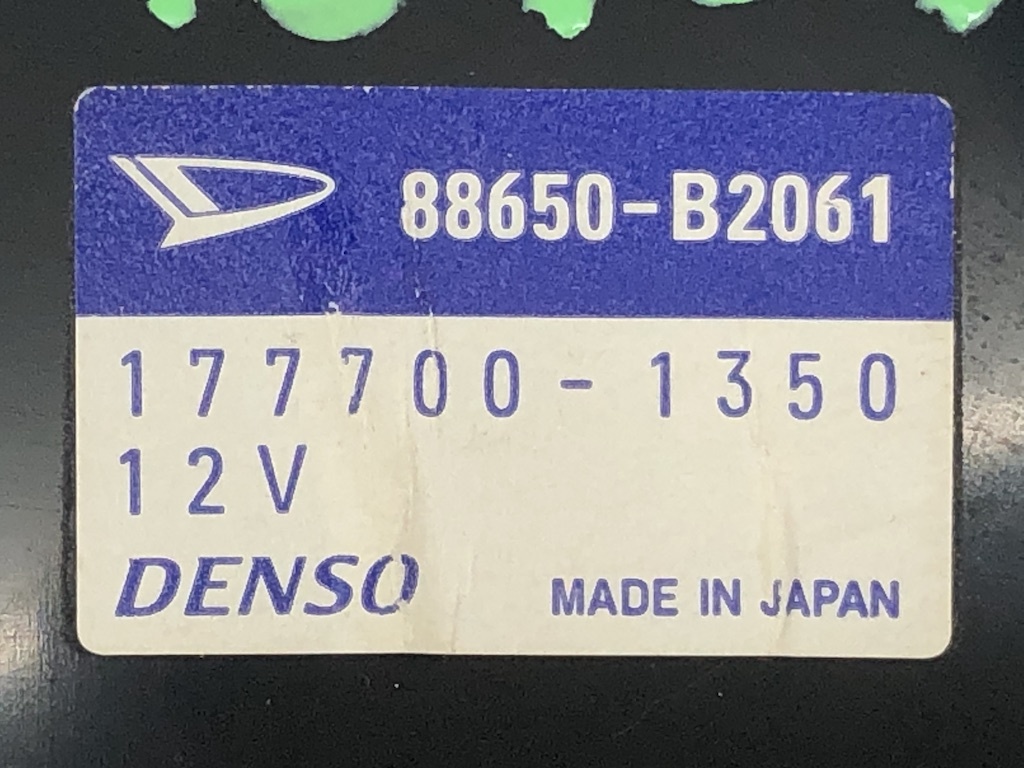 88650-B2061
177700-1350
12V
DENSO
MADE IN JAPAN